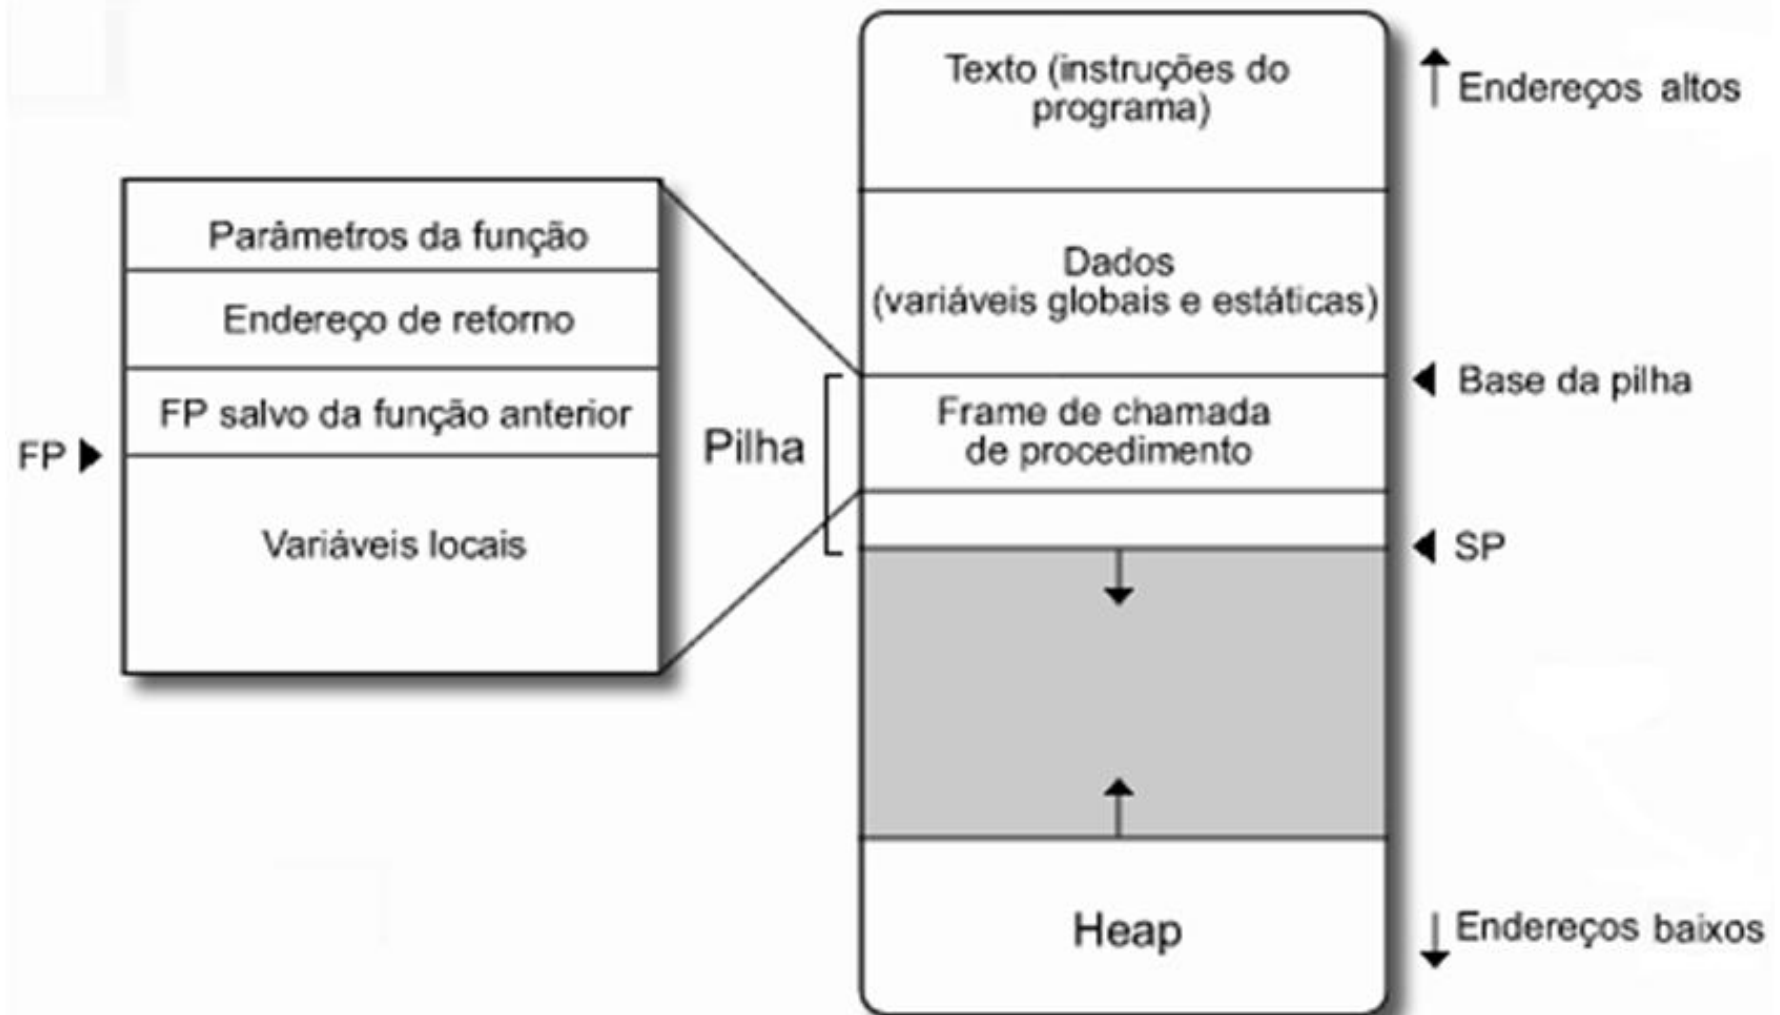 Texto (instruções do
programa)
Endereços altos
Parâmetros da função
Dados
(variáveis globais e estáticas)
Endereço de retorno
Base da pilha
FP salvo da função anterior
Frame de chamada
de procedimento
Pilha
FP
Variáveis locais
SP
Heap
Endereços baixos